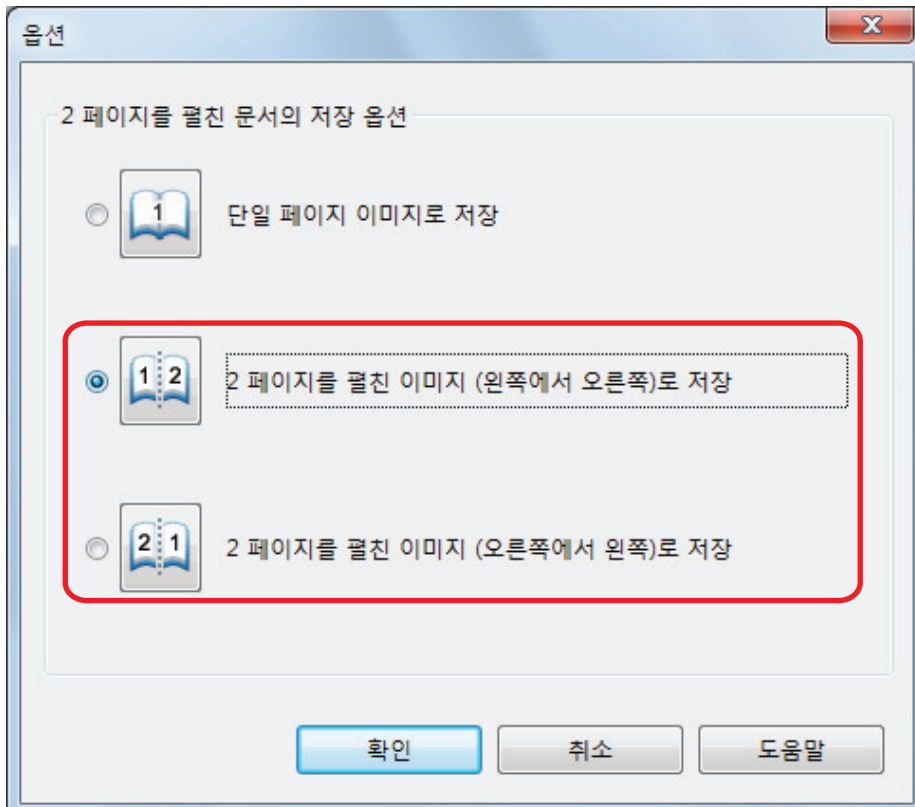 옵션
X
2 페이지를 펼친 문서의 저장 옵션
1 단일 페이지 이미지로 저장
1 2 2 페이지를 펼친 이미지 (왼쪽에서 오른쪽)로 저장
2 1 2 페이지를 펼친 이미지 (오른쪽에서 왼쪽)로 저장
확인 취소 도움말